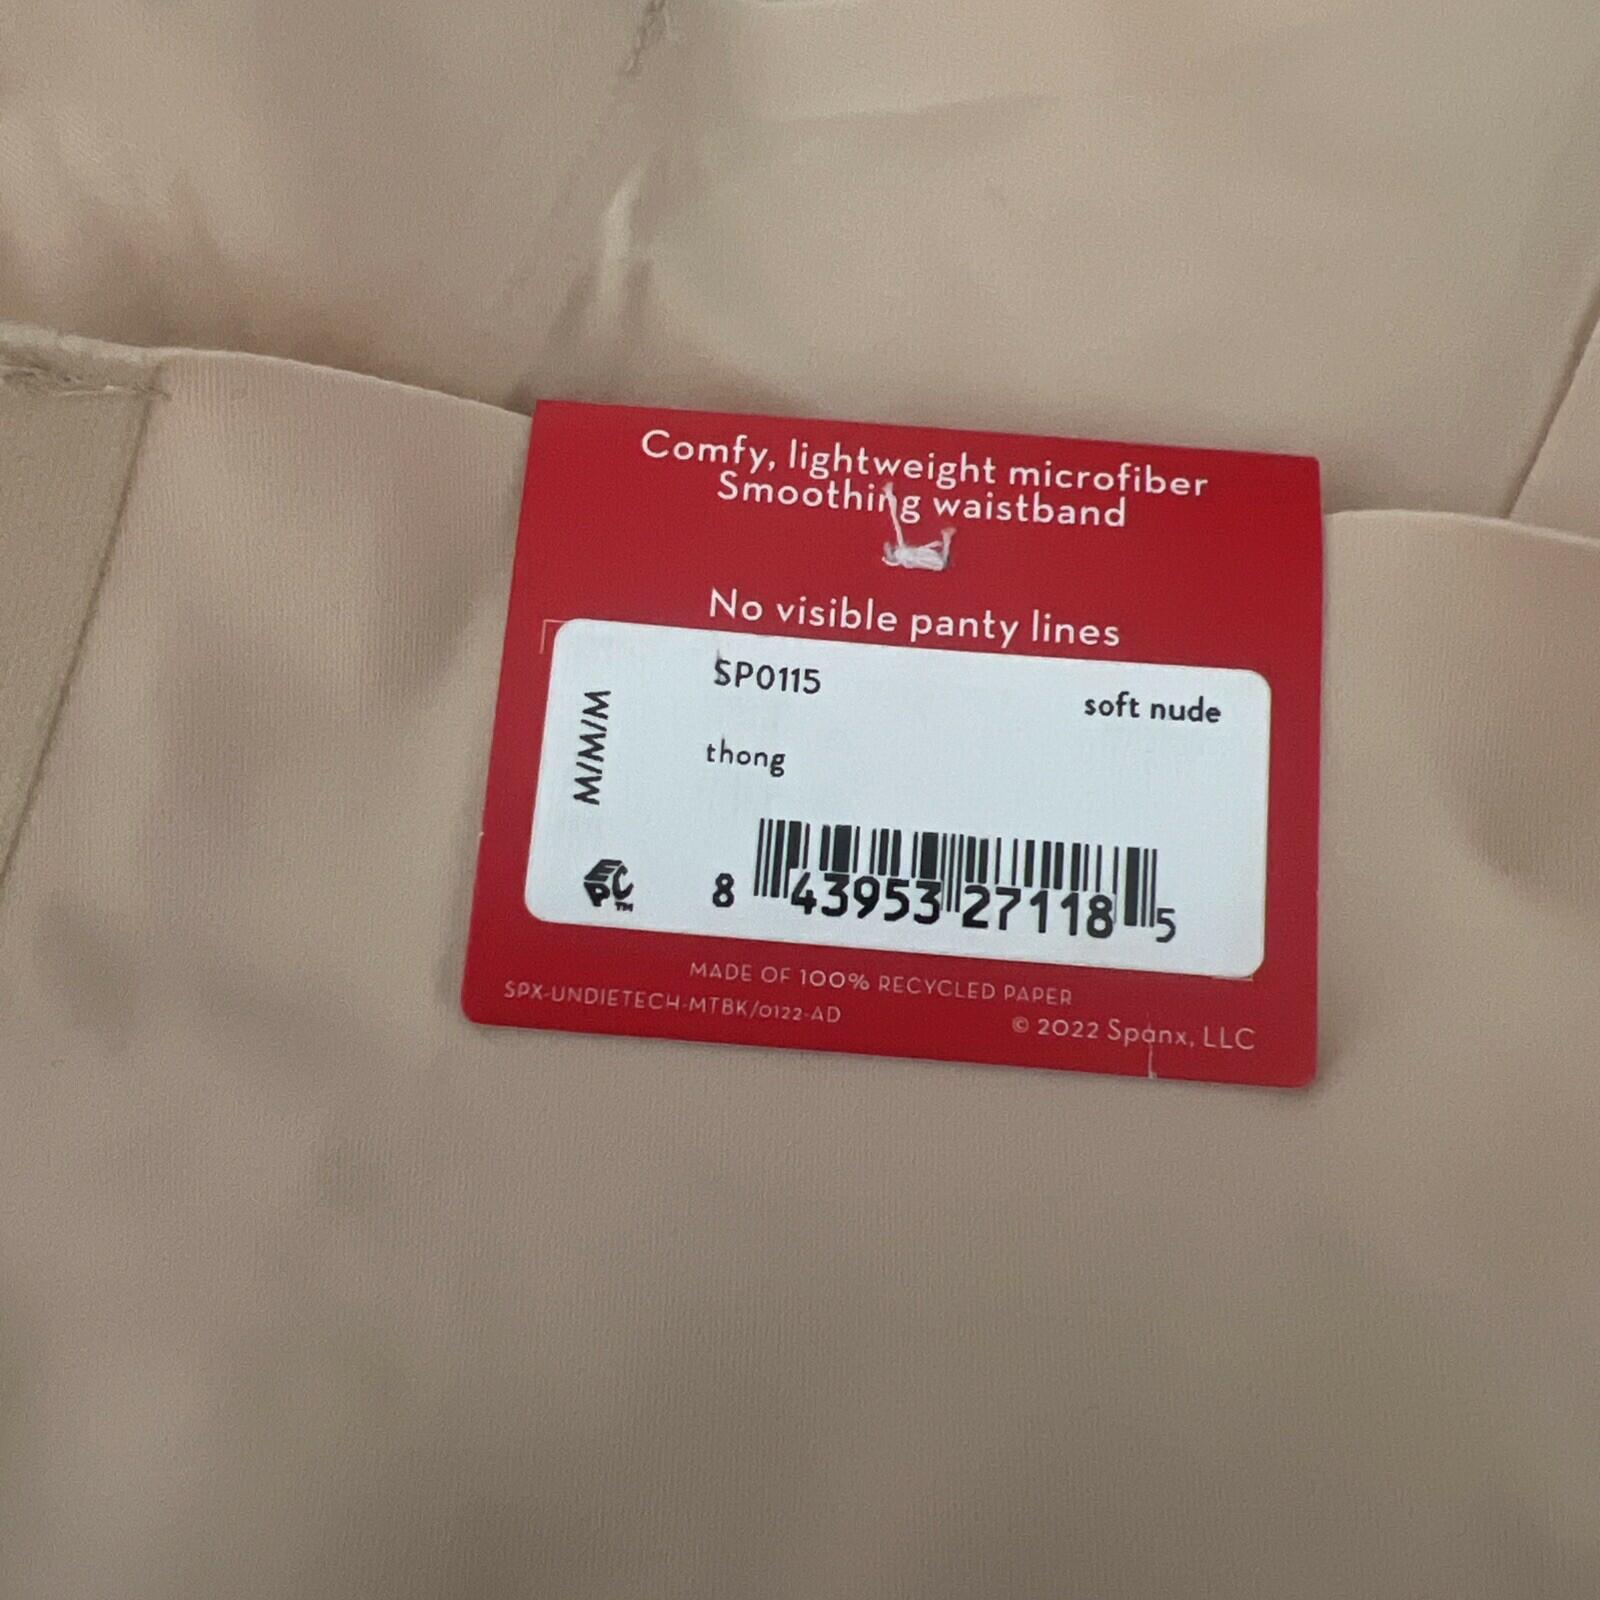 Comfy, lightweight microfiber
Smoothing waistband
No visible panty lines
SP0115
soft nude
M/M/M
thong
EPC™
8 43953 27118 5
MADE OF 100% RECYCLED PAPER
SPX-UNDIETECH-MTBK/0122-AD
© 2022 Spanx, LLC